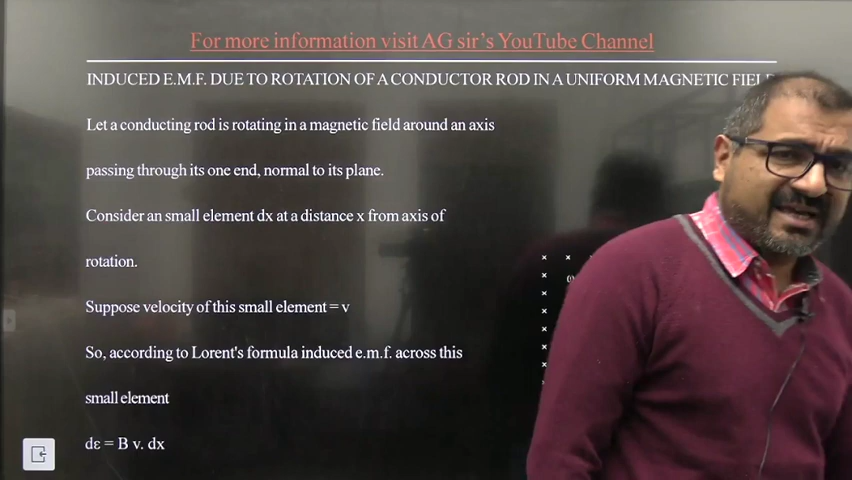 For more information visit AG sir's YouTube Channel
INDUCED E.M.F. DUE TO ROTATION OF A CONDUCTOR ROD IN A UNIFORM MAGNETIC FIEL
Let a conducting rod is rotating in a magnetic field around an axis
passing through its one end, normal to its plane.
Consider an small element dx at a distance x from axis of
rotation.
Suppose velocity of this small element = v
So, according to Lorent's formula induced e.m.f. across this
small element
dε = B v. dx
× ×
×
ω
×
×
×
×
×